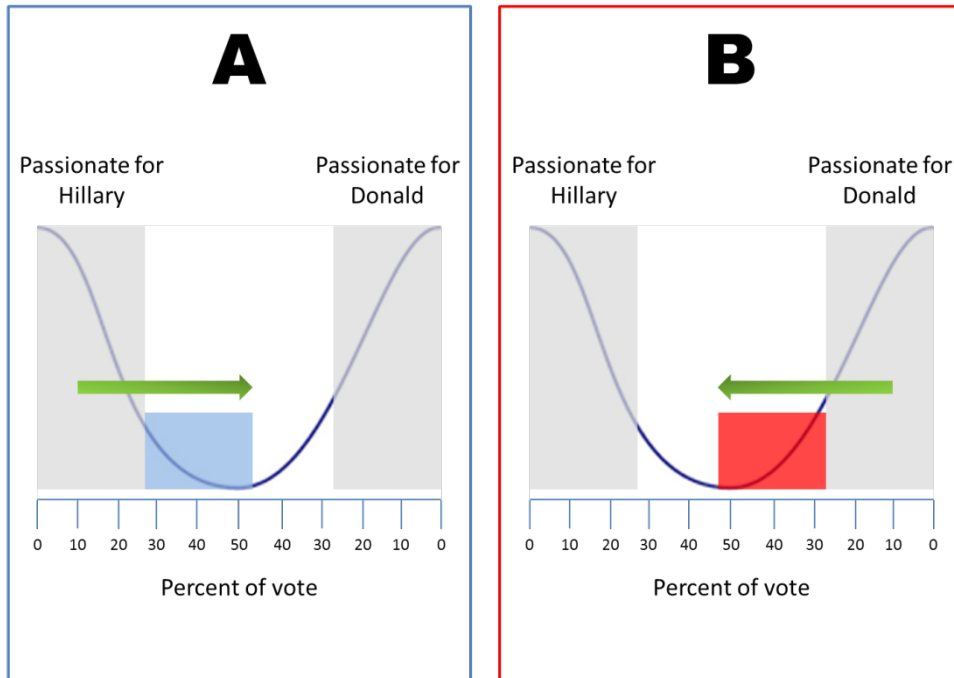 A
Passionate for
Hillary
Passionate for
Donald
0 10 20 30 40 50 40 30 20 10 0
Percent of vote
B
Passionate for
Hillary
Passionate for
Donald
0 10 20 30 40 50 40 30 20 10 0
Percent of vote